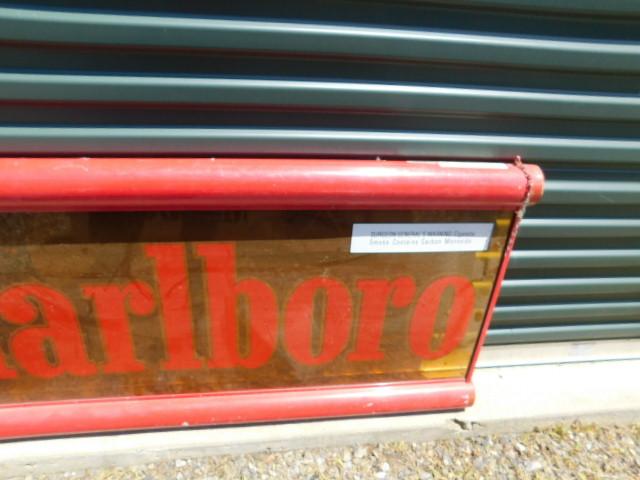 SURGEON GENERAL'S WARNING: Cigarette
Smoke Contains Carbon Monoxide.
arlboro